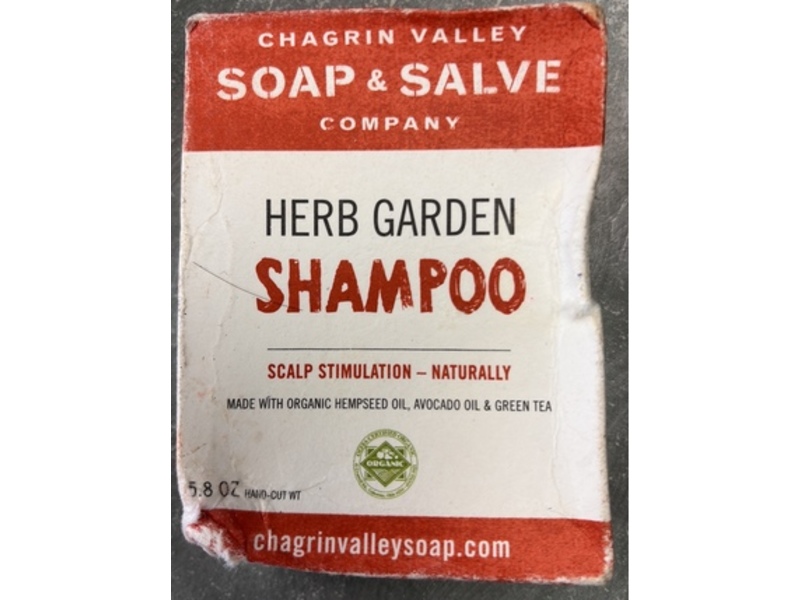 CHAGRIN VALLEY
SOAP & SALVE
COMPANY
HERB GARDEN
SHAMPOO
SCALP STIMULATION – NATURALLY
MADE WITH ORGANIC HEMPSEED OIL, AVOCADO OIL & GREEN TEA
ORGANIC
5.8 OZ HAND-CUT WT
chagrinvalleysoap.com